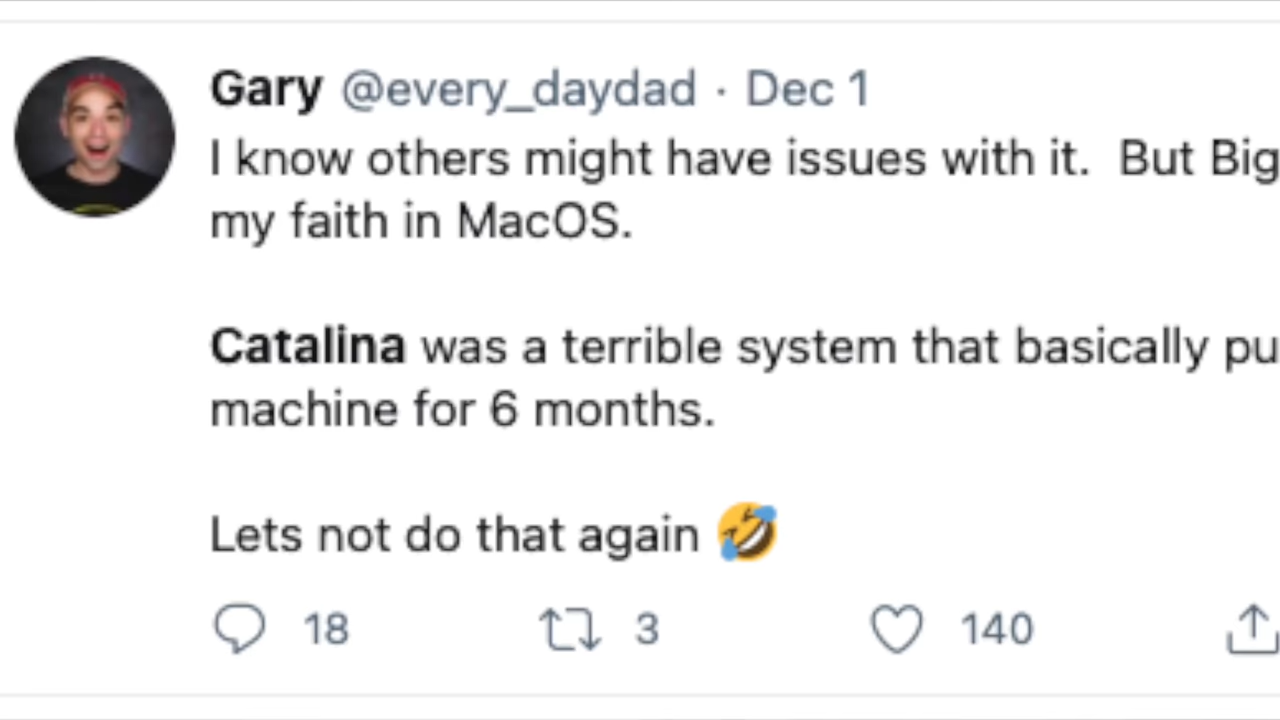 Gary @every_daydad · Dec 1
I know others might have issues with it.  But Big
my faith in MacOS.
Catalina was a terrible system that basically pu
machine for 6 months.
Lets not do that again 🤣
18 3 140